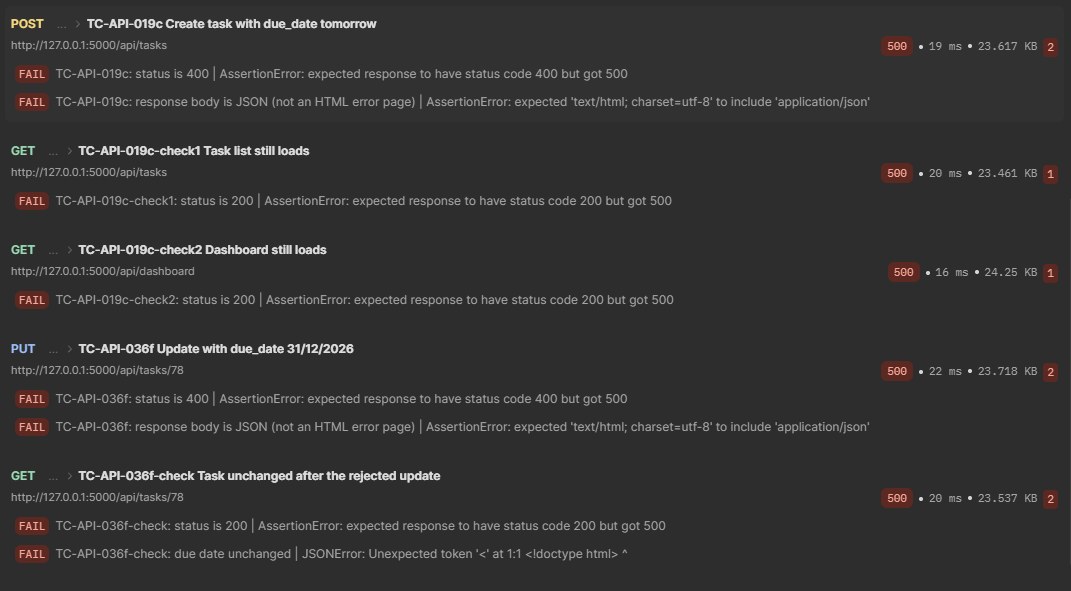 POST ... > TC-API-019c Create task with due_date tomorrow
http://127.0.0.1:5000/api/tasks 500 • 19 ms • 23.617 KB 2
FAIL TC-API-019c: status is 400 | AssertionError: expected response to have status code 400 but got 500
FAIL TC-API-019c: response body is JSON (not an HTML error page) | AssertionError: expected 'text/html; charset=utf-8' to include 'application/json'
GET ... > TC-API-019c-check1 Task list still loads
http://127.0.0.1:5000/api/tasks 500 • 20 ms • 23.461 KB 1
FAIL TC-API-019c-check1: status is 200 | AssertionError: expected response to have status code 200 but got 500
GET ... > TC-API-019c-check2 Dashboard still loads
http://127.0.0.1:5000/api/dashboard 500 • 16 ms • 24.25 KB 1
FAIL TC-API-019c-check2: status is 200 | AssertionError: expected response to have status code 200 but got 500
PUT ... > TC-API-036f Update with due_date 31/12/2026
http://127.0.0.1:5000/api/tasks/78 500 • 22 ms • 23.718 KB 2
FAIL TC-API-036f: status is 400 | AssertionError: expected response to have status code 400 but got 500
FAIL TC-API-036f: response body is JSON (not an HTML error page) | AssertionError: expected 'text/html; charset=utf-8' to include 'application/json'
GET ... > TC-API-036f-check Task unchanged after the rejected update
http://127.0.0.1:5000/api/tasks/78 500 • 20 ms • 23.537 KB 2
FAIL TC-API-036f-check: status is 200 | AssertionError: expected response to have status code 200 but got 500
FAIL TC-API-036f-check: due date unchanged | JSONError: Unexpected token '<' at 1:1 <!doctype html> ^